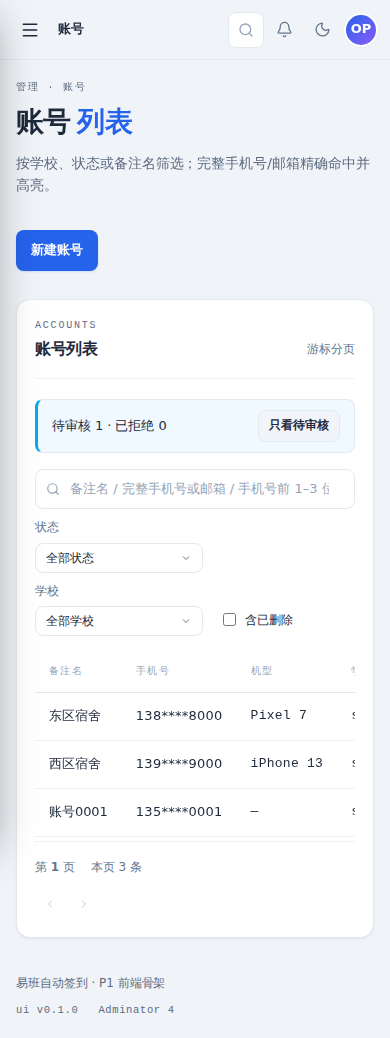 账号
OP
管理 · 账号
账号 列表
按学校、状态或备注名筛选；完整手机号/邮箱精确命中并
高亮。
新建账号
ACCOUNTS
账号列表 游标分页
待审核 1 · 已拒绝 0 只看待审核
备注名 / 完整手机号或邮箱 / 手机号前 1–3 位
状态
全部状态
学校
全部学校 含已删除
备注名 手机号 机型
东区宿舍 138****8000 Pixel 7
西区宿舍 139****9000 iPhone 13
账号0001 135****0001 —
第 1 页 本页 3 条
易班自动签到 · P1 前端骨架
ui v0.1.0 Adminator 4